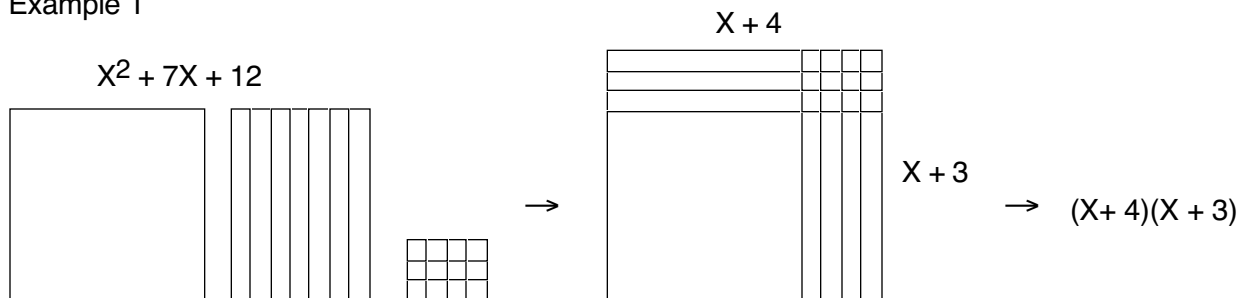 Example 1
X + 4
X² + 7X + 12
X + 3
→
→
(X+ 4)(X + 3)